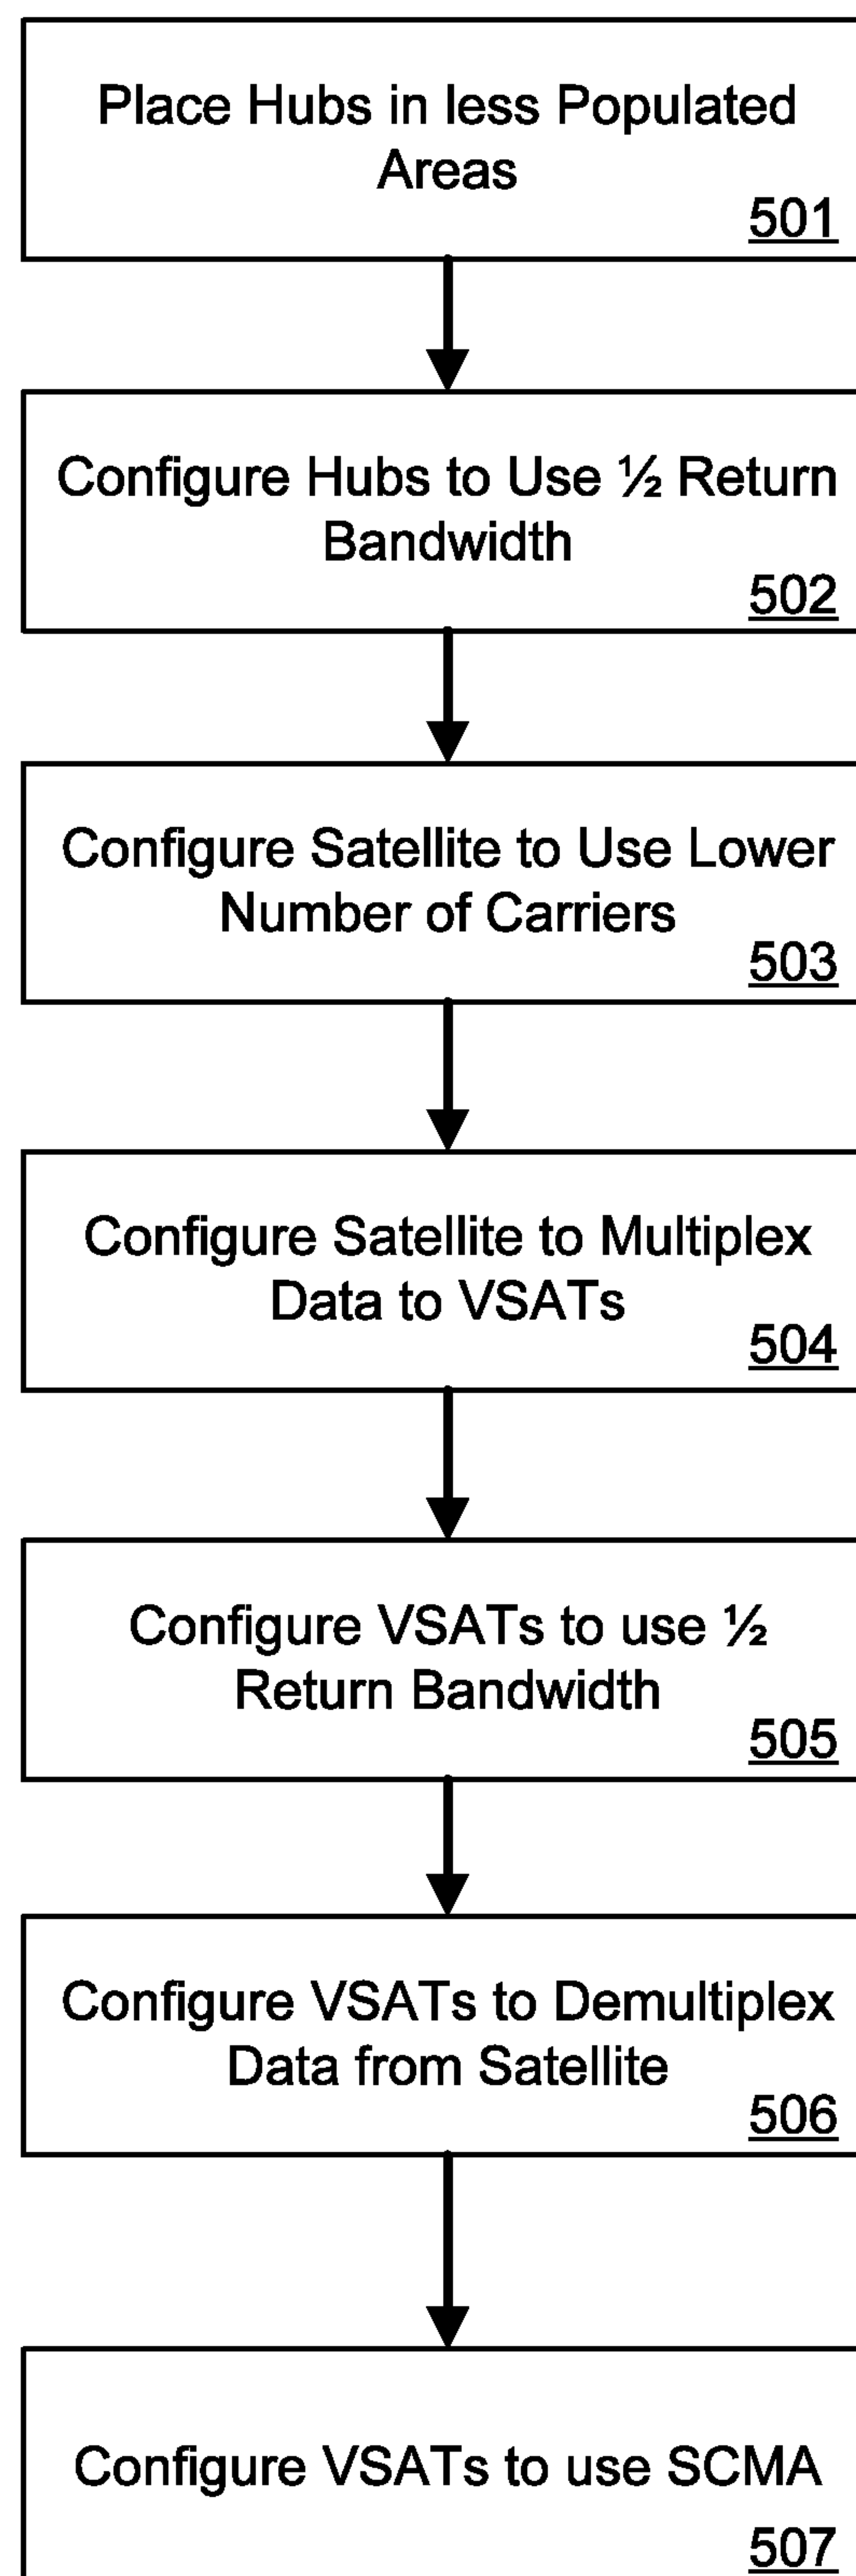 Place Hubs in less Populated
Areas
501
Configure Hubs to Use ½ Return
Bandwidth
502
Configure Satellite to Use Lower
Number of Carriers
503
Configure Satellite to Multiplex
Data to VSATs
504
Configure VSATs to use ½
Return Bandwidth
505
Configure VSATs to Demultiplex
Data from Satellite
506
Configure VSATs to use SCMA
507